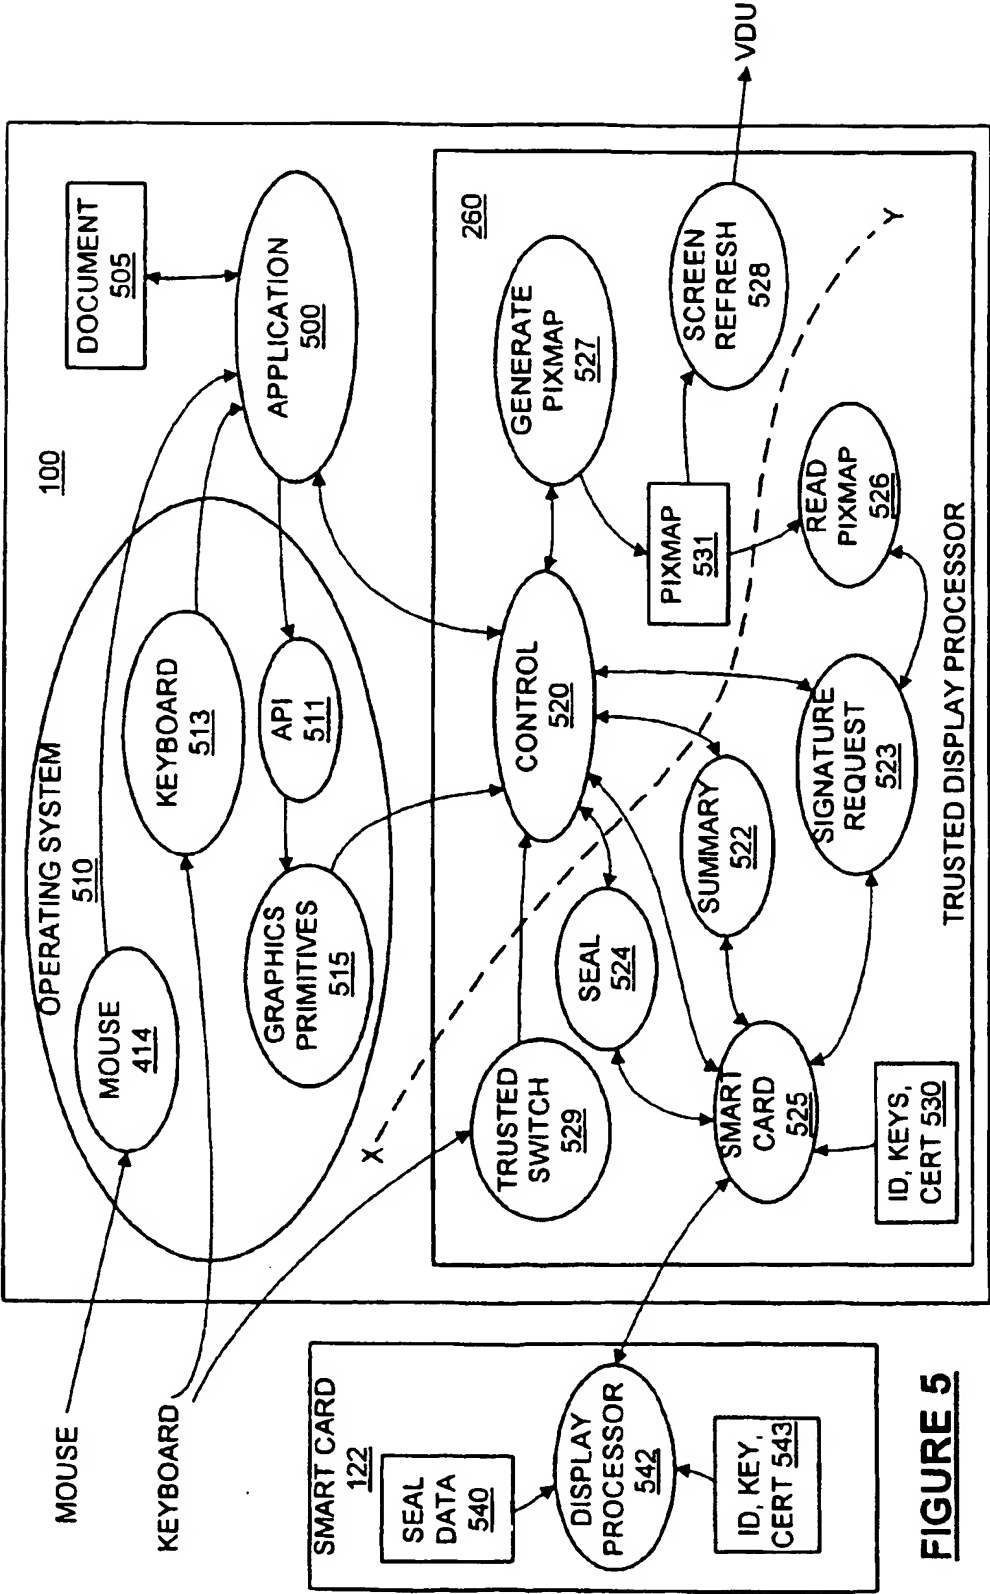 MOUSE
KEYBOARD
100
OPERATING SYSTEM
510
MOUSE
414
KEYBOARD
513
API
511
GRAPHICS
PRIMITIVES
515
DOCUMENT
505
APPLICATION
500
X
260
TRUSTED
SWITCH
529
CONTROL
520
GENERATE
PIXMAP
527
SEAL
524
PIXMAP
531
SCREEN
REFRESH
528
VDU
SUMMARY
522
SMART
CARD
525
SIGNATURE
REQUEST
523
READ
PIXMAP
526
Y
ID, KEYS,
CERT 530
TRUSTED DISPLAY PROCESSOR
SMART CARD
122
SEAL
DATA
540
DISPLAY
PROCESSOR
542
ID, KEY,
CERT 543
FIGURE 5